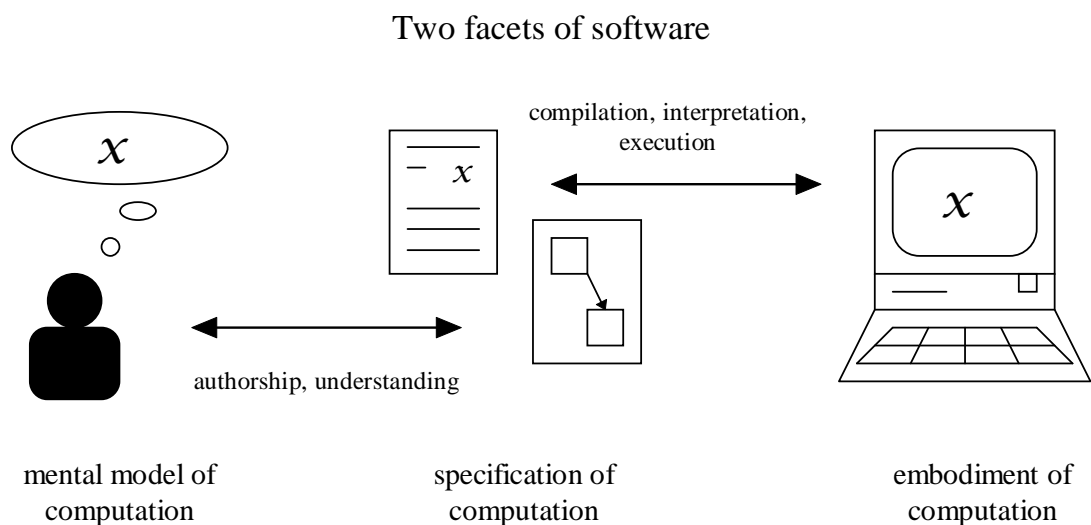 Two facets of software
compilation, interpretation,
execution
x
x
x
authorship, understanding
mental model of
computation
specification of
computation
embodiment of
computation